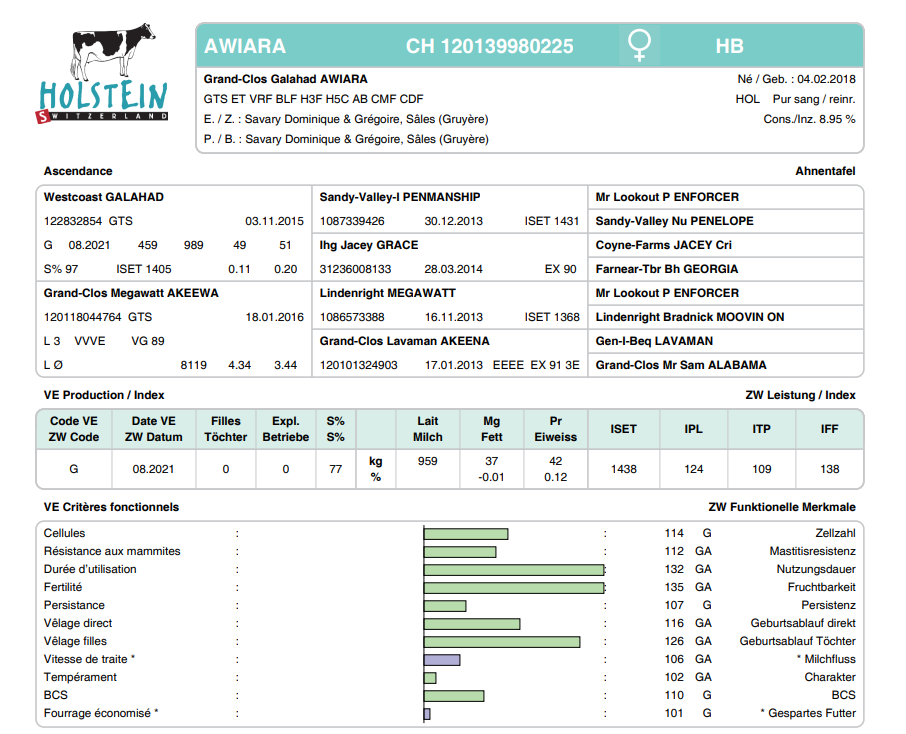 HOLSTEIN
SWITZERLAND
AWIARA CH 120139980225 ♀ HB
Grand-Clos Galahad AWIARA Né / Geb. : 04.02.2018
GTS ET VRF BLF H3F H5C AB CMF CDF HOL Pur sang / reinr.
E. / Z. : Savary Dominique & Grégoire, Sâles (Gruyère) Cons./Inz. 8.95 %
P. / B. : Savary Dominique & Grégoire, Sâles (Gruyère)
Ascendance Ahnentafel
Westcoast GALAHAD Sandy-Valley-I PENMANSHIP Mr Lookout P ENFORCER
122832854 GTS 03.11.2015 1087339426 30.12.2013 ISET 1431 Sandy-Valley Nu PENELOPE
G 08.2021 459 989 49 51 Ihg Jacey GRACE Coyne-Farms JACEY Cri
S% 97 ISET 1405 0.11 0.20 31236008133 28.03.2014 EX 90 Farnear-Tbr Bh GEORGIA
Grand-Clos Megawatt AKEEWA Lindenright MEGAWATT Mr Lookout P ENFORCER
120118044764 GTS 18.01.2016 1086573388 16.11.2013 ISET 1368 Lindenright Bradnick MOOVIN ON
L 3 VVVE VG 89 Grand-Clos Lavaman AKEENA Gen-I-Beq LAVAMAN
L Ø 8119 4.34 3.44 120101324903 17.01.2013 EEEE EX 91 3E Grand-Clos Mr Sam ALABAMA
VE Production / Index ZW Leistung / Index
Code VE Date VE Filles Expl. S% Lait Mg Pr ISET IPL ITP IFF
ZW Code ZW Datum Töchter Betriebe S% Milch Fett Eiweiss
G 08.2021 0 0 77 kg 959 37 42 1438 124 109 138
% -0.01 0.12
VE Critères fonctionnels ZW Funktionelle Merkmale
Cellules : : 114 G Zellzahl
Résistance aux mammites : : 112 GA Mastitisresistenz
Durée d'utilisation : : 132 GA Nutzungsdauer
Fertilité : : 135 GA Fruchtbarkeit
Persistance : : 107 G Persistenz
Vêlage direct : : 116 GA Geburtsablauf direkt
Vêlage filles : : 126 GA Geburtsablauf Töchter
Vitesse de traite * : : 106 GA * Milchfluss
Tempérament : : 102 GA Charakter
BCS : : 110 G BCS
Fourrage économisé * : : 101 G * Gespartes Futter